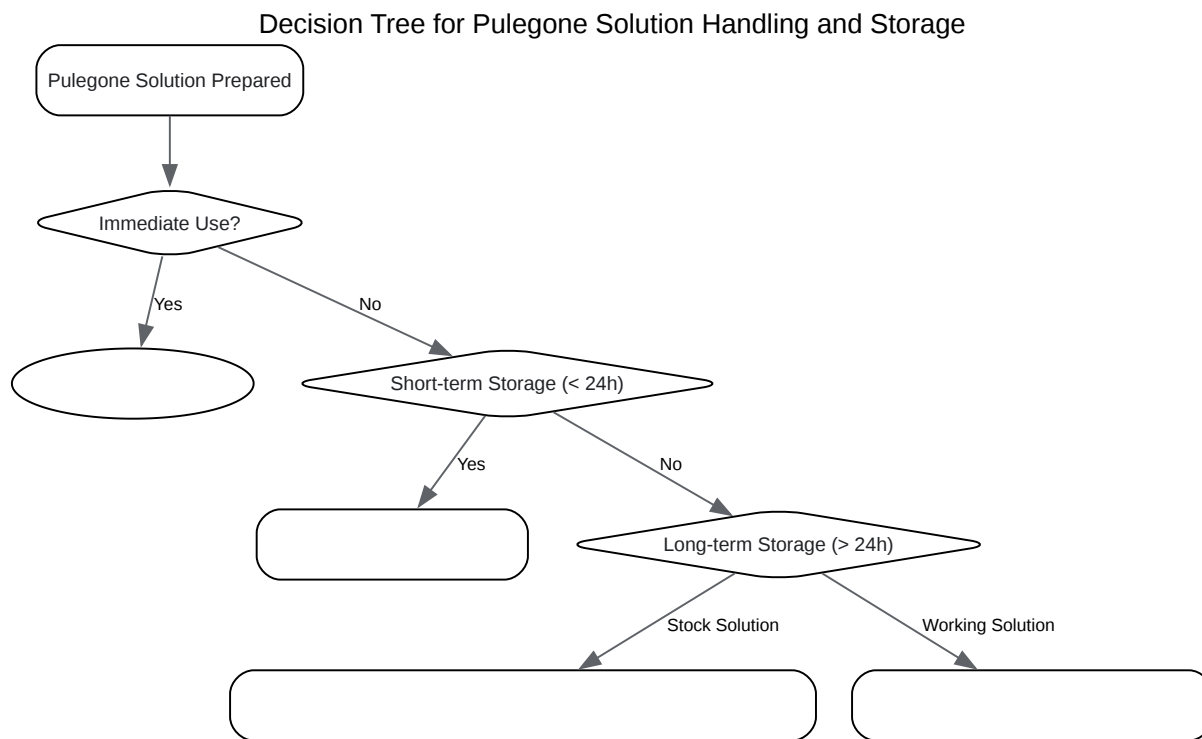 Decision Tree for Pulegone Solution Handling and Storage
Pulegone Solution Prepared
Immediate Use?
Yes
No
Short-term Storage (< 24h)
Yes
No
Long-term Storage (> 24h)
Stock Solution
Working Solution